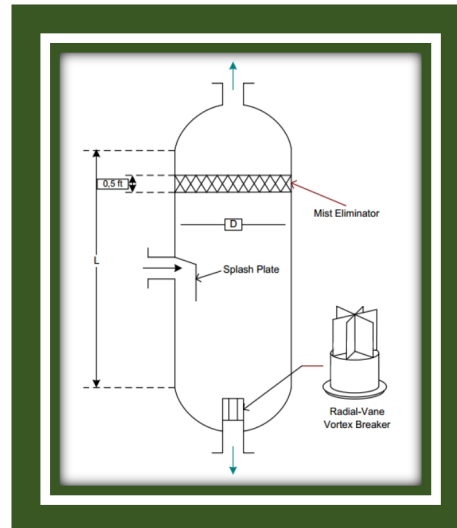 0,5 ft
Mist Eliminator
D
L
Splash Plate
Radial-Vane
Vortex Breaker